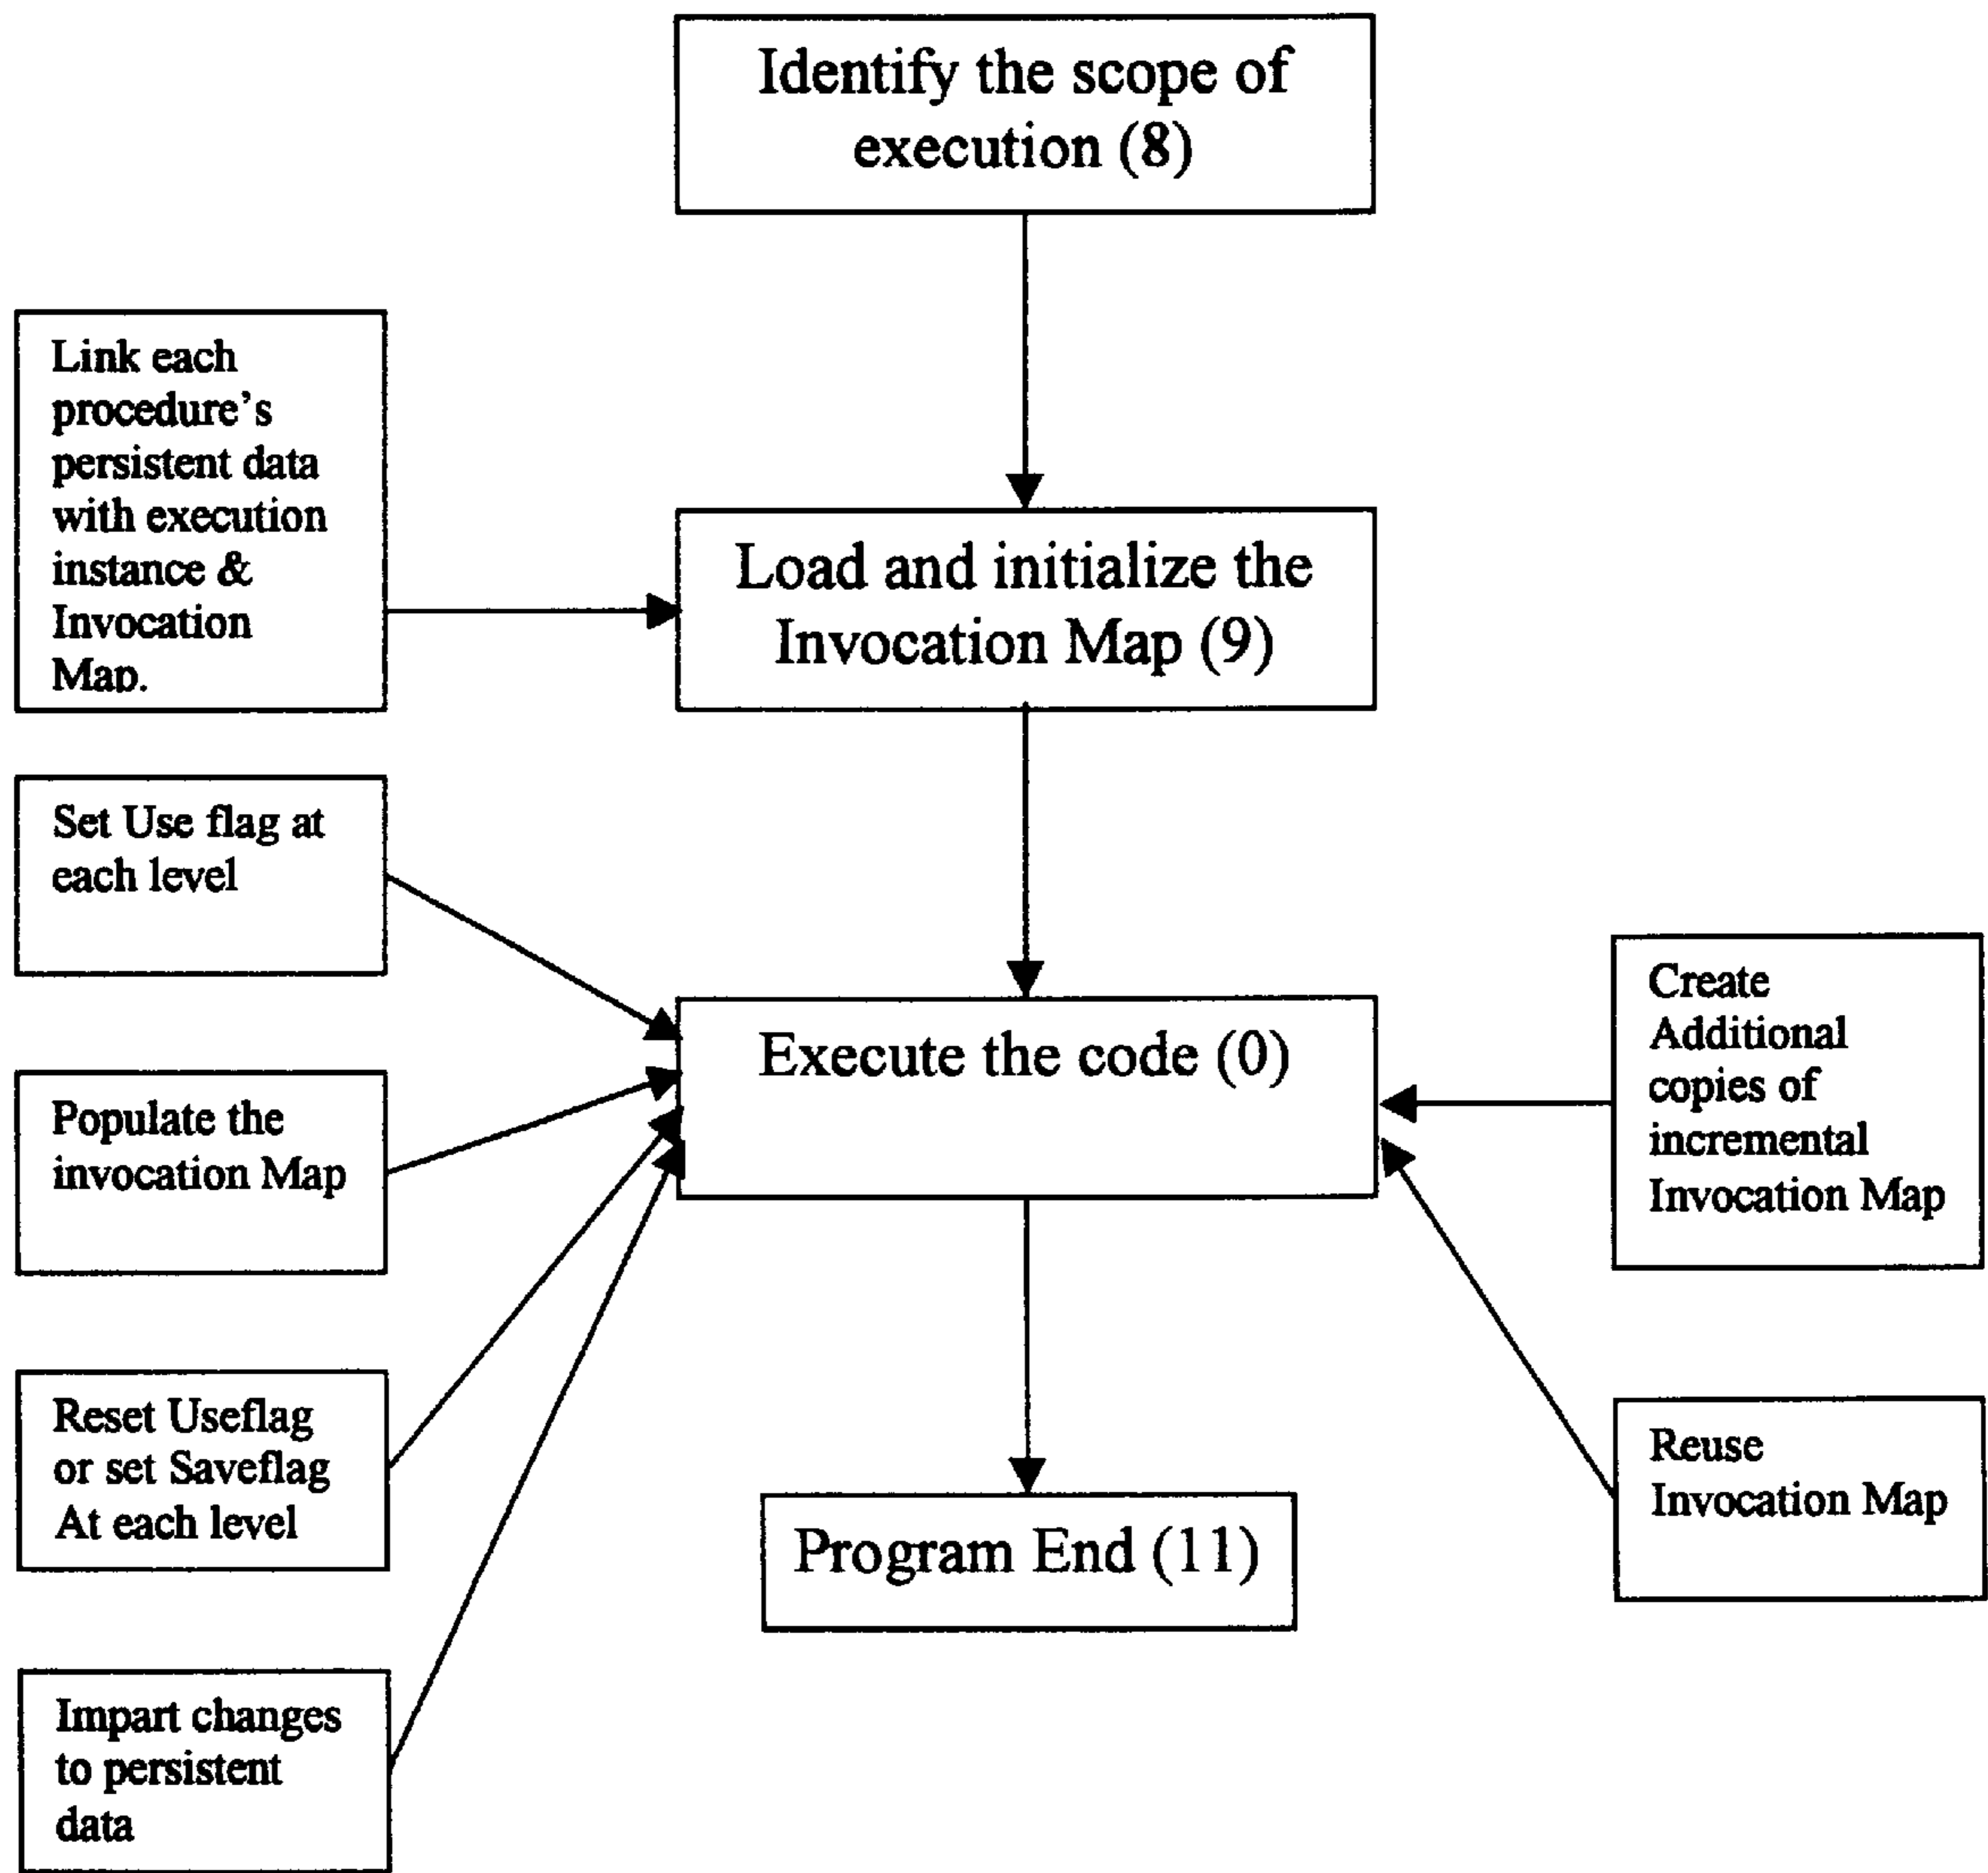 Identify the scope of
execution (8)
Link each
procedure's
persistent data
with execution
instance &
Invocation
Map.
Load and initialize the
Invocation Map (9)
Set Use flag at
each level
Execute the code (0)
Create
Additional
copies of
incremental
Invocation Map
Populate the
invocation Map
Reset Useflag
or set Saveflag
At each level
Reuse
Invocation Map
Program End (11)
Impart changes
to persistent
data